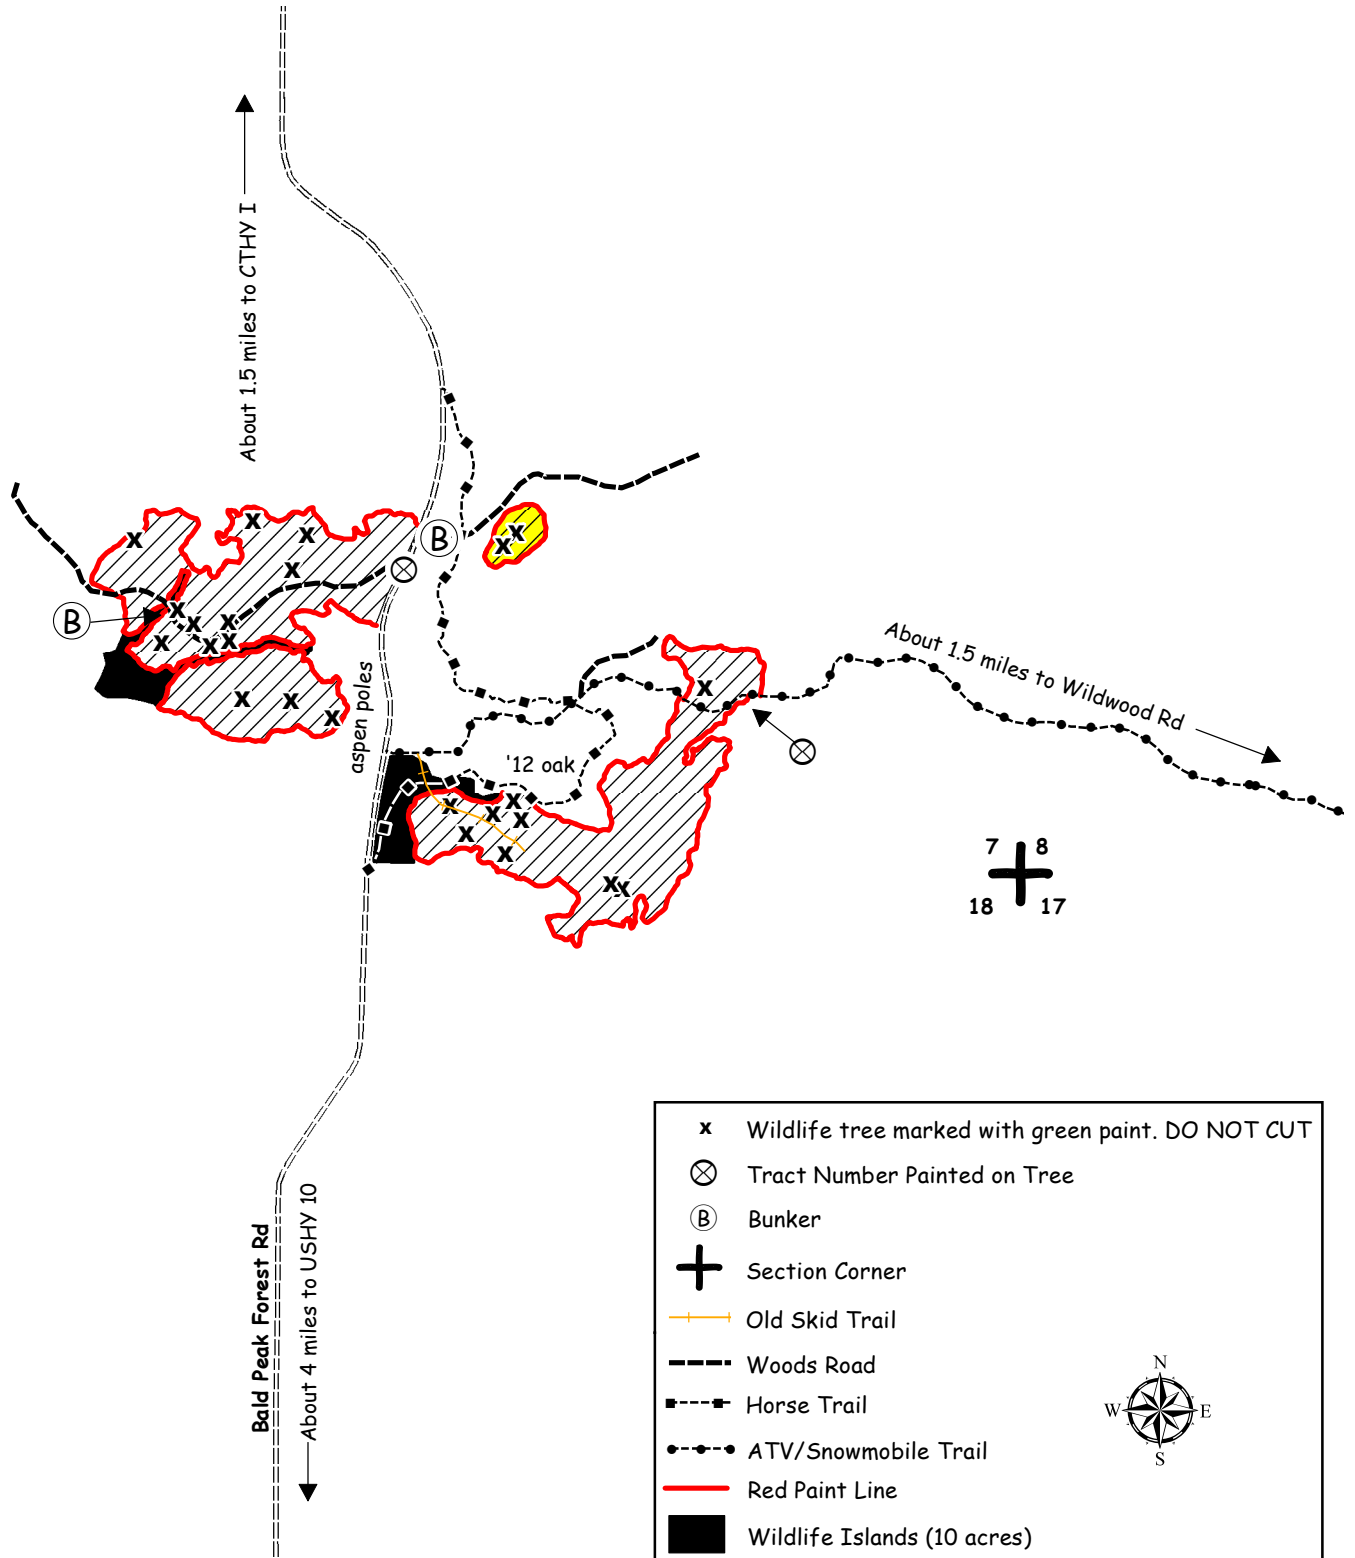 About 1.5 miles to CTHY I
B
B
About 1.5 miles to Wildwood Rd
aspen poles
'12 oak
7 8
18 17
Bald Peak Forest Rd
About 4 miles to USHY 10
x Wildlife tree marked with green paint. DO NOT CUT
Tract Number Painted on Tree
B Bunker
Section Corner
Old Skid Trail
Woods Road
Horse Trail
ATV/Snowmobile Trail
Red Paint Line
Wildlife Islands (10 acres)
N
W E
S